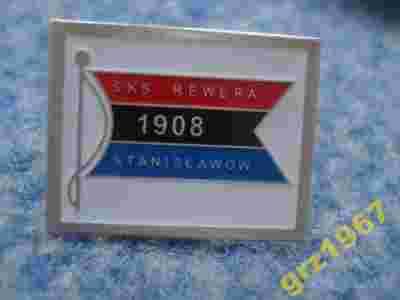 SKS REWERA
1908
STANISŁAWÓW
grz1967